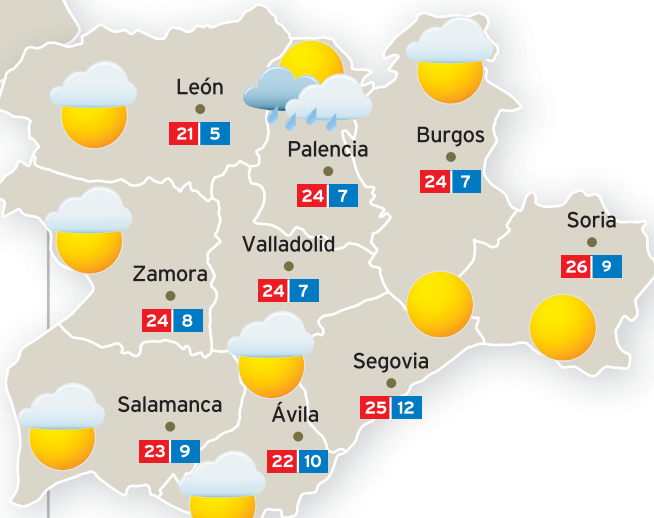 León
21 5
Palencia
24 7
Burgos
24 7
Soria
26 9
Valladolid
24 7
Zamora
24 8
Segovia
25 12
Salamanca
23 9
Ávila
22 10